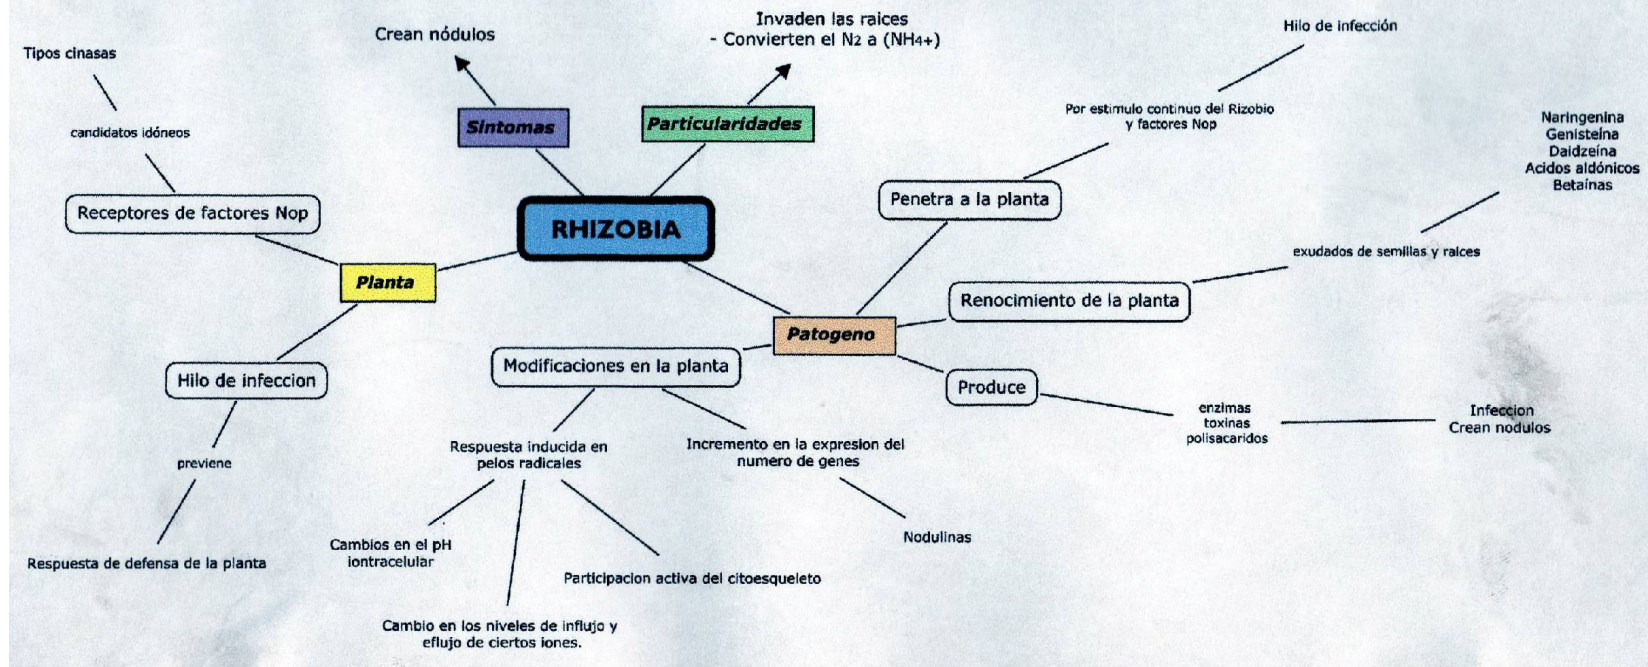 Tipos cinasas
candidatos idóneos
Receptores de factores Nop
Crean nódulos
Sintomas
Invaden las raices
- Convierten el N2 a (NH4+)
Particularidades
RHIZOBIA
Planta
Hilo de infeccion
previene
Respuesta de defensa de la planta
Hilo de infección
Por estimulo continuo del Rizobio
y factores Nop
Penetra a la planta
Naringenina
Genisteína
Daidzeína
Acidos aldónicos
Betaínas
exudados de semillas y raices
Renocimiento de la planta
Patogeno
Produce
enzimas
toxinas
polisacaridos
Infeccion
Crean nodulos
Modificaciones en la planta
Respuesta inducida en
pelos radicales
Incremento en la expresion del
numero de genes
Nodulinas
Cambios en el pH
iontracelular
Participacion activa del citoesqueleto
Cambio en los niveles de influjo y
eflujo de ciertos iones.